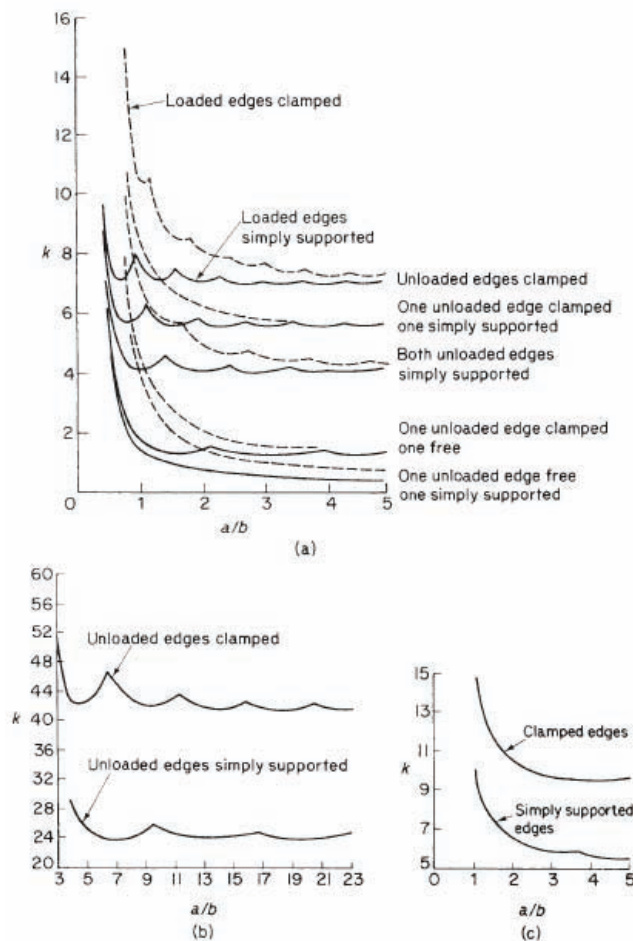 16
14
12
10
8
k
6
4
2
0
1
2
3
4
5
a/b
(a)
Loaded edges clamped
Loaded edges
simply supported
Unloaded edges clamped
One unloaded edge clamped
one simply supported
Both unloaded edges
simply supported
One unloaded edge clamped
one free
One unloaded edge free
one simply supported
60
56
52
48
44
k
40
36
32
28
24
20
3
5
7
9
11
13
15
17
19
21
23
a/b
(b)
Unloaded edges clamped
Unloaded edges simply supported
15
13
11
k
9
7
5
0
1
2
3
4
5
a/b
(c)
Clamped edges
Simply supported
edges